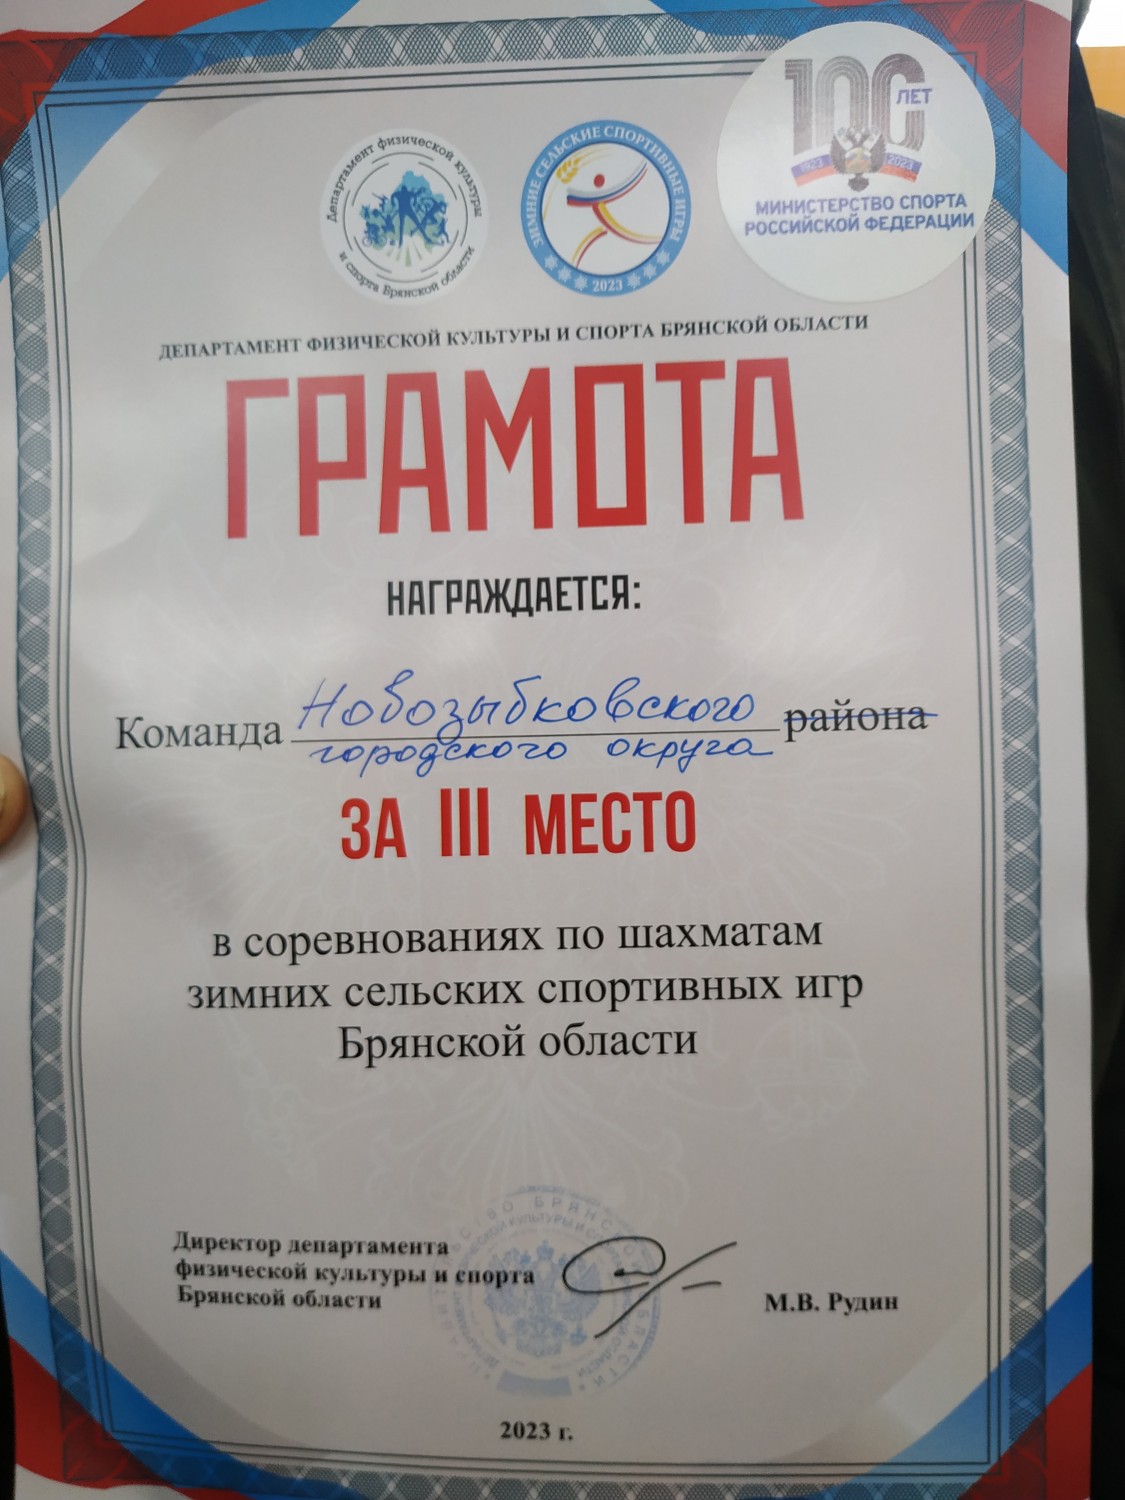 Департамент физической культуры
и спорта Брянской области
ЗИМНИЕ СЕЛЬСКИЕ СПОРТИВНЫЕ ИГРЫ
2023
100
ЛЕТ
1923 2023
МИНИСТЕРСТВО СПОРТА
РОССИЙСКОЙ ФЕДЕРАЦИИ
ДЕПАРТАМЕНТ ФИЗИЧЕСКОЙ КУЛЬТУРЫ И СПОРТА БРЯНСКОЙ ОБЛАСТИ
ГРАМОТА
НАГРАЖДАЕТСЯ:
Команда Новозыбковского района
городского округа
ЗА III МЕСТО
в соревнованиях по шахматам
зимних сельских спортивных игр
Брянской области
Директор департамента
физической культуры и спорта
Брянской области
М.В. Рудин
2023 г.